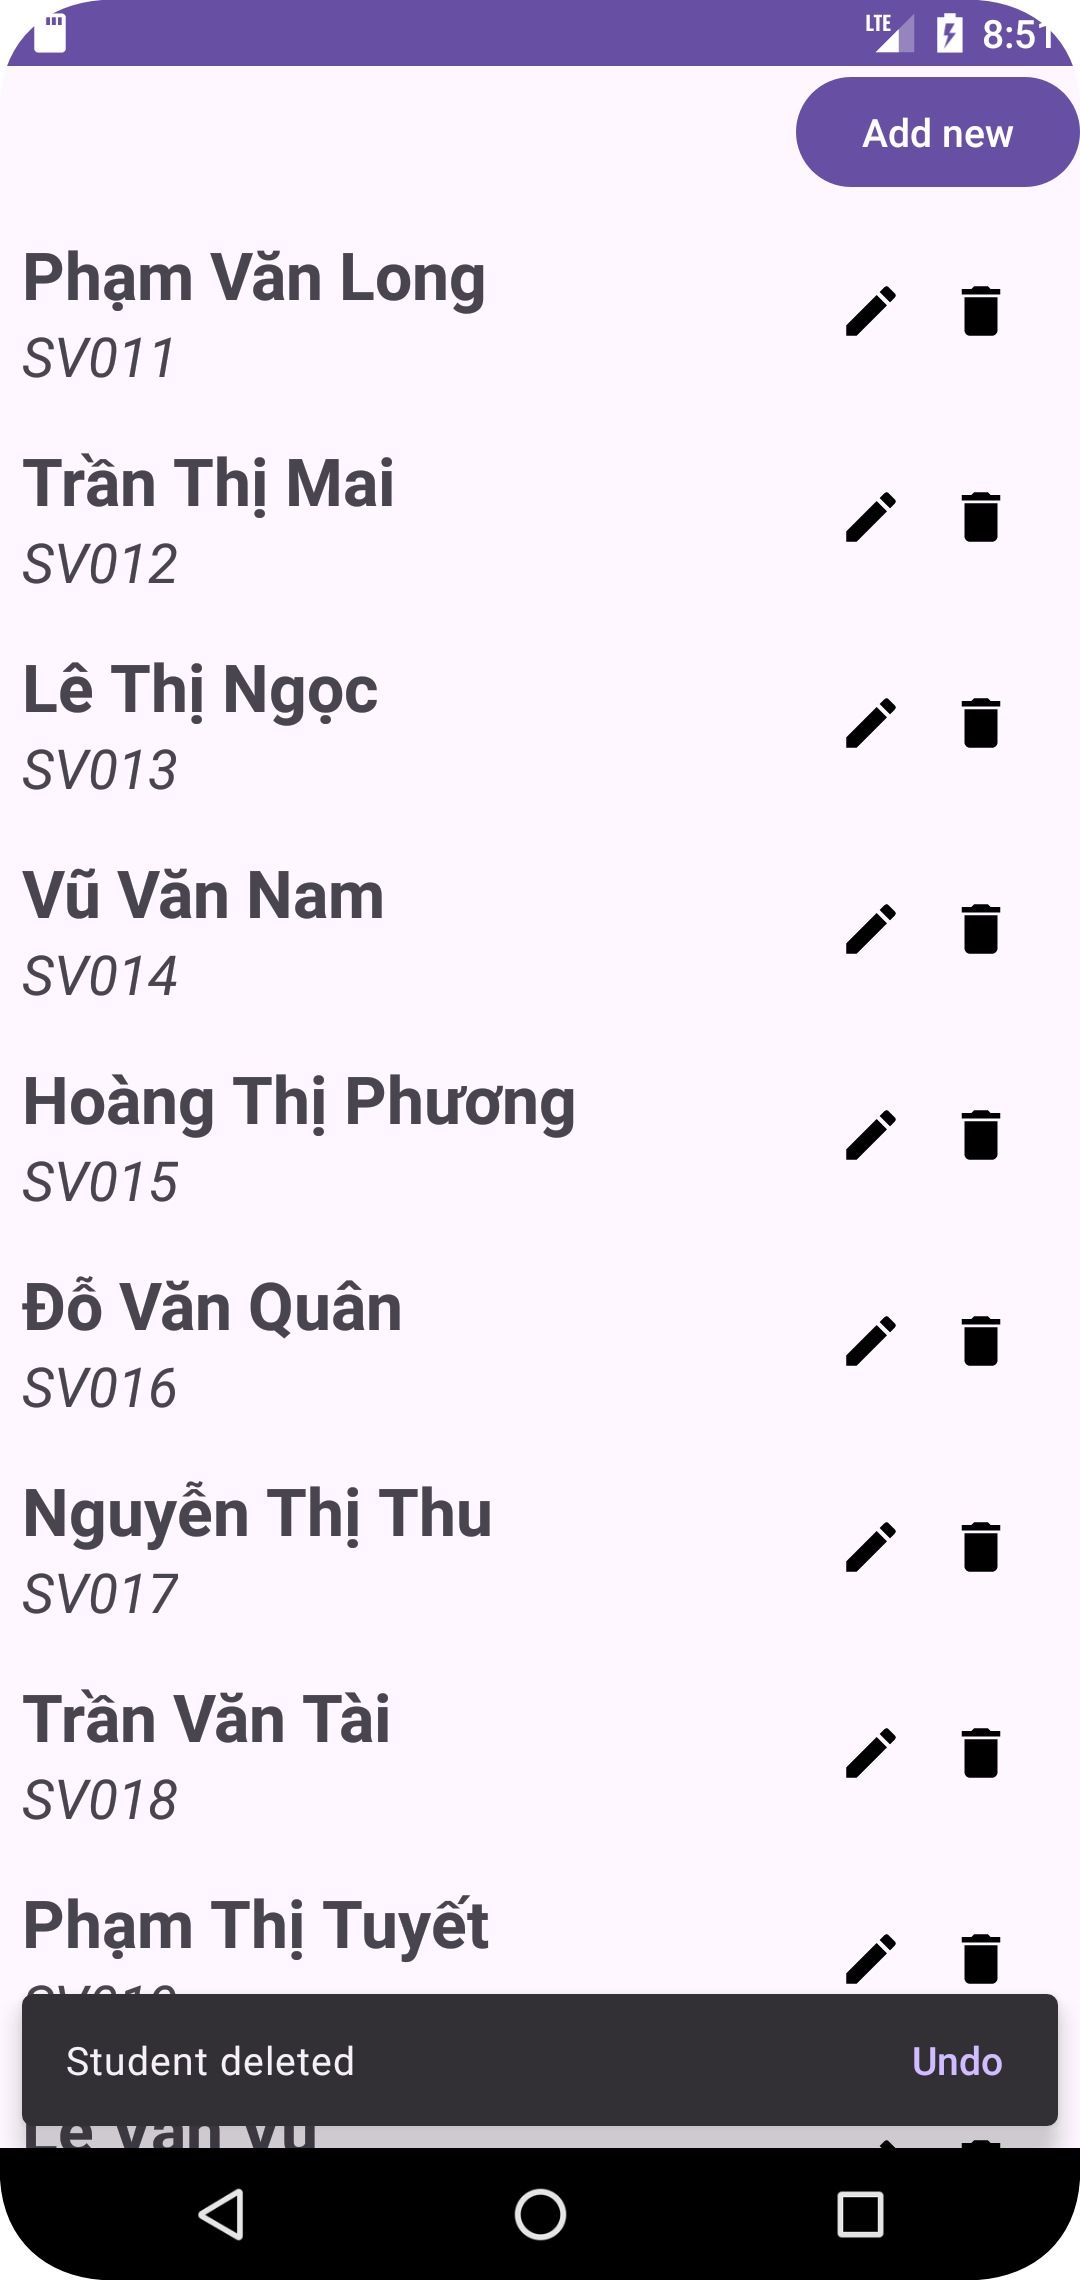 LTE 8:51
Add new
Phạm Văn Long
SV011
Trần Thị Mai
SV012
Lê Thị Ngọc
SV013
Vũ Văn Nam
SV014
Hoàng Thị Phương
SV015
Đỗ Văn Quân
SV016
Nguyễn Thị Thu
SV017
Trần Văn Tài
SV018
Phạm Thị Tuyết
Student deleted Undo